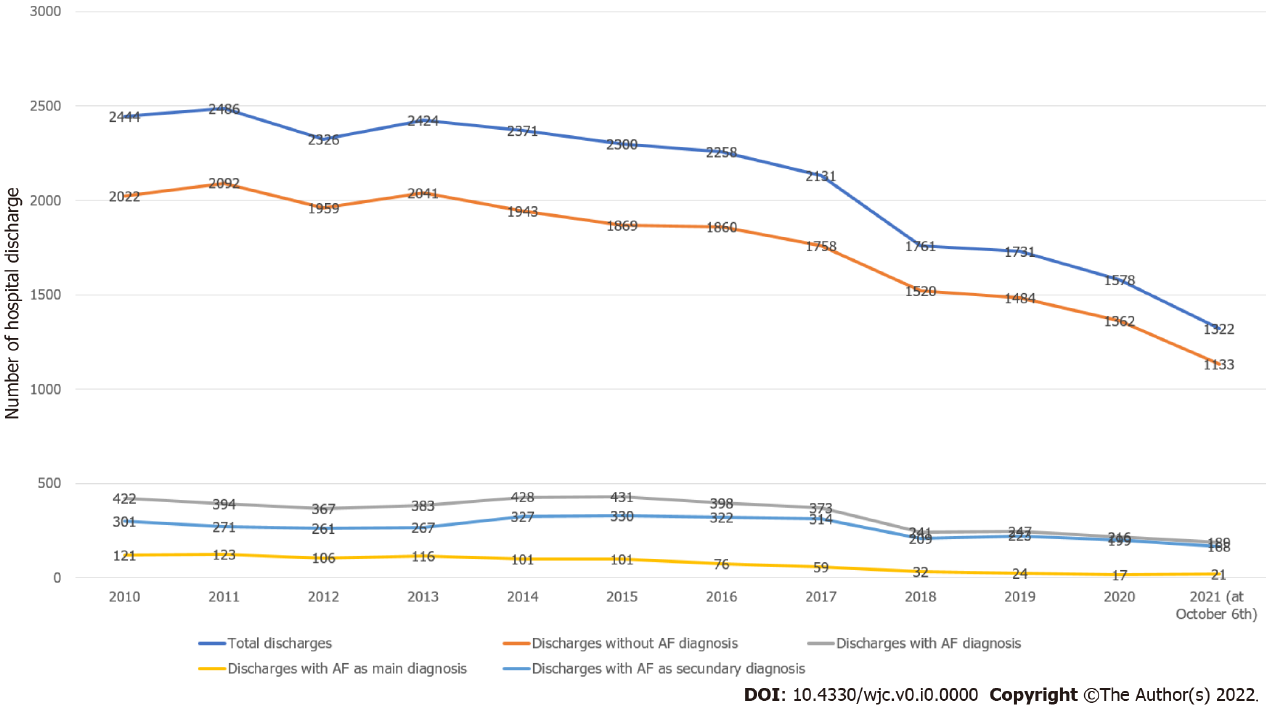 3000
2500
2000
1500
1000
500
0
Number of hospital discharge
2444 2486 2326 2424 2371 2300 2258 2131 1761 1731 1578 1322
2022 2092 1959 2041 1943 1869 1860 1758 1520 1484 1362 1133
422 394 367 383 428 431 398 373 241 247 216 189
301 271 261 267 327 330 322 314 209 223 199 168
121 123 106 116 101 101 76 59 32 24 17 21
2010 2011 2012 2013 2014 2015 2016 2017 2018 2019 2020 2021 (at
October 6th)
Total discharges Discharges without AF diagnosis Discharges with AF diagnosis
Discharges with AF as main diagnosis Discharges with AF as secundary diagnosis
DOI: 10.4330/wjc.v0.i0.0000 Copyright ©The Author(s) 2022.